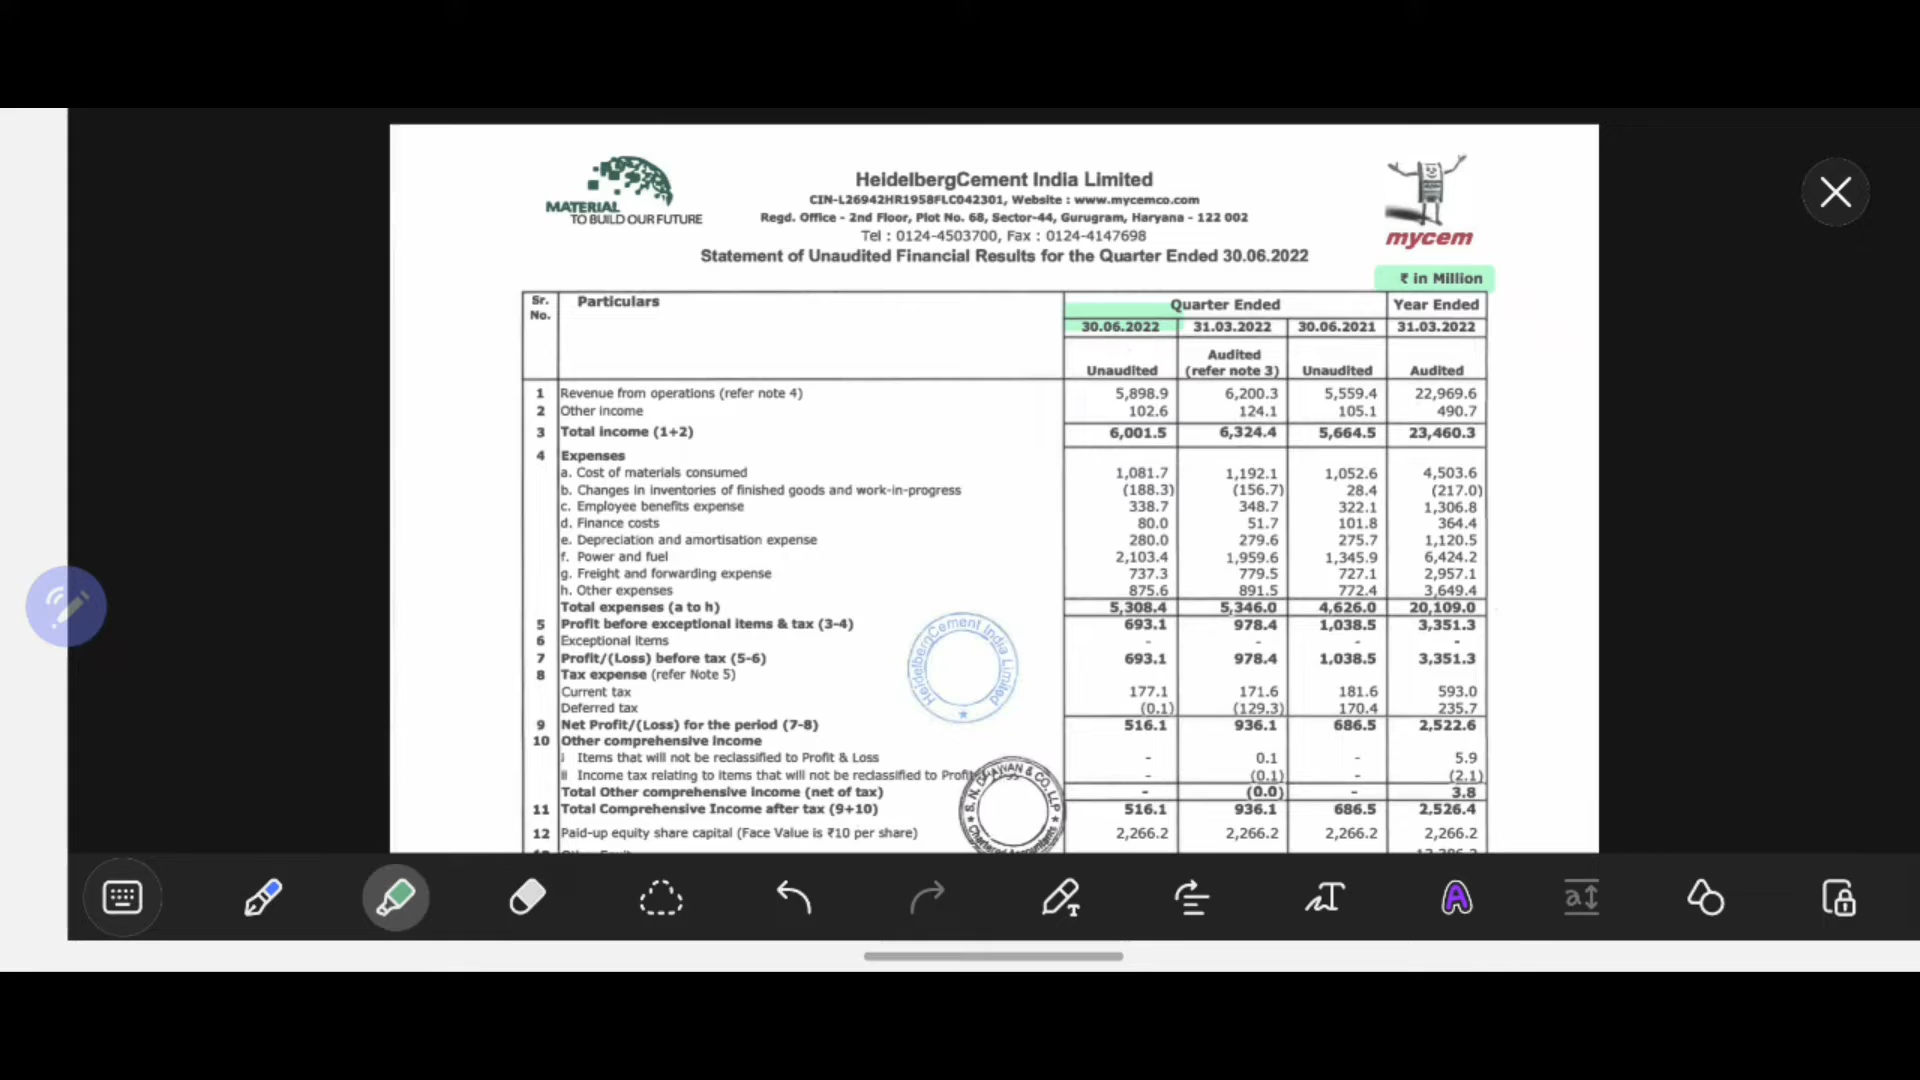 MATERIAL
TO BUILD OUR FUTURE
HeidelbergCement India Limited
CIN-L26942HR1958FLC042301, Website : www.mycemco.com
Regd. Office - 2nd Floor, Plot No. 68, Sector-44, Gurugram, Haryana - 122 002
Tel : 0124-4503700, Fax : 0124-4147698
Statement of Unaudited Financial Results for the Quarter Ended 30.06.2022
mycem
₹ in Million
Sr. No. Particulars Quarter Ended Year Ended
30.06.2022 31.03.2022 30.06.2021 31.03.2022
Unaudited Audited (refer note 3) Unaudited Audited
1 Revenue from operations (refer note 4) 5,898.9 6,200.3 5,559.4 22,969.6
2 Other income 102.6 124.1 105.1 490.7
3 Total income (1+2) 6,001.5 6,324.4 5,664.5 23,460.3
4 Expenses
a. Cost of materials consumed 1,081.7 1,192.1 1,052.6 4,503.6
b. Changes in inventories of finished goods and work-in-progress (188.3) (156.7) 28.4 (217.0)
c. Employee benefits expense 338.7 348.7 322.1 1,306.8
d. Finance costs 80.0 51.7 101.8 364.4
e. Depreciation and amortisation expense 280.0 279.6 275.7 1,120.5
f. Power and fuel 2,103.4 1,959.6 1,345.9 6,424.2
g. Freight and forwarding expense 737.3 779.5 727.1 2,957.1
h. Other expenses 875.6 891.5 772.4 3,649.4
Total expenses (a to h) 5,308.4 5,346.0 4,626.0 20,109.0
5 Profit before exceptional items & tax (3-4) 693.1 978.4 1,038.5 3,351.3
6 Exceptional items - - - -
7 Profit/(Loss) before tax (5-6) 693.1 978.4 1,038.5 3,351.3
8 Tax expense (refer Note 5)
Current tax 177.1 171.6 181.6 593.0
Deferred tax (0.1) (129.3) 170.4 235.7
9 Net Profit/(Loss) for the period (7-8) 516.1 936.1 686.5 2,522.6
10 Other comprehensive income
i Items that will not be reclassified to Profit & Loss - 0.1 - 5.9
ii Income tax relating to items that will not be reclassified to Profit - (0.1) - (2.1)
Total Other comprehensive income (net of tax) - (0.0) - 3.8
11 Total Comprehensive Income after tax (9+10) 516.1 936.1 686.5 2,526.4
12 Paid-up equity share capital (Face Value is ₹10 per share) 2,266.2 2,266.2 2,266.2 2,266.2
HeidelbergCement India Limited
S. N. DHAWAN & CO. LLP
Chartered Accountants